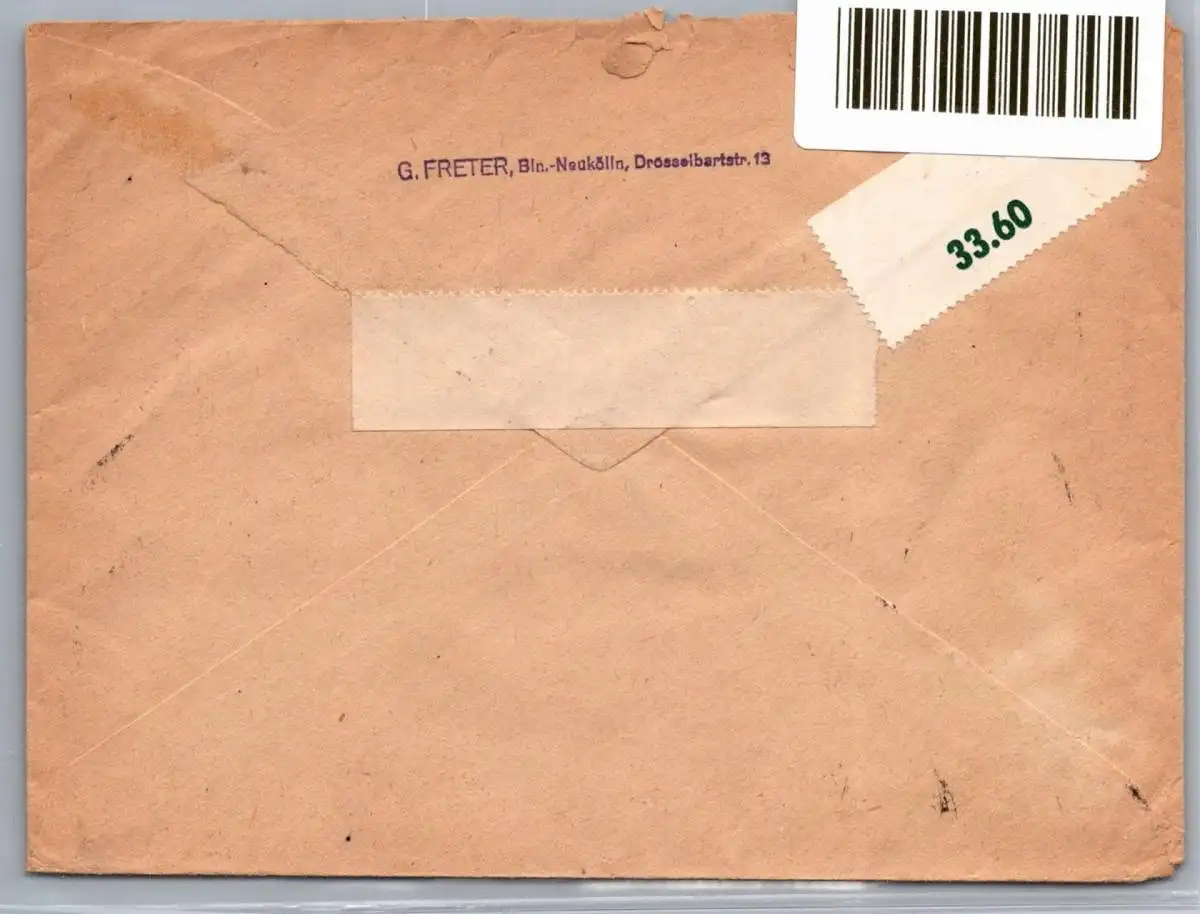 G. FRETER, Bln.-Neukölln, Drosselbartstr. 13
33.60